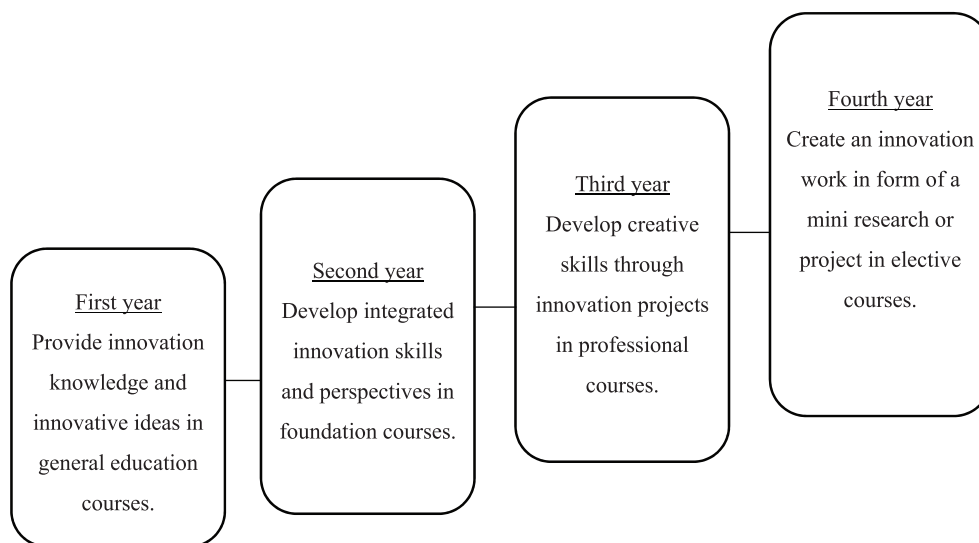 First year
Provide innovation
knowledge and
innovative ideas in
general education
courses.
Second year
Develop integrated
innovation skills
and perspectives in
foundation courses.
Third year
Develop creative
skills through
innovation projects
in professional
courses.
Fourth year
Create an innovation
work in form of a
mini research or
project in elective
courses.